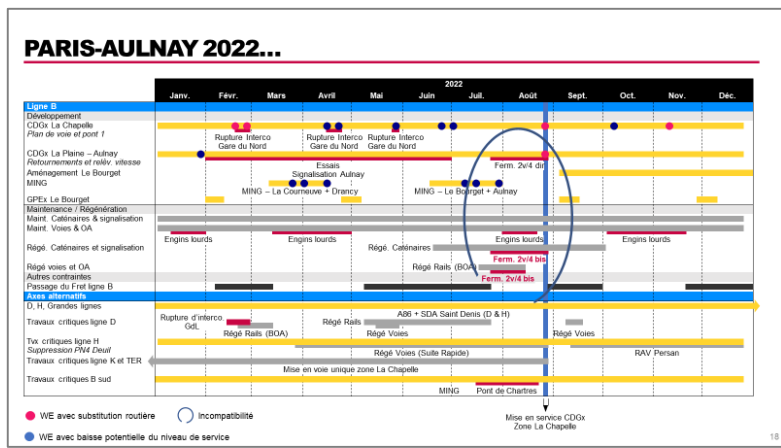 PARIS-AULNAY 2022...
2022
Janv. Févr. Mars Avril Mai Juin Juil. Août Sept. Oct. Nov. Déc.
Ligne B
Développement
CDGx La Chapelle
Plan de voie et pont 1
Rupture Interco Rupture Interco Rupture Interco
Gare du Nord Gare du Nord Gare du Nord
CDGx La Plaine – Aulnay
Retournements et relèv. vitesse
Essais Ferm. 2v/4 dir
Aménagement Le Bourget
Signalisation Aulnay
MING
MING – La Courneuve + Drancy MING – Le Bourget + Aulnay
GPEx Le Bourget
Maintenance / Régénération
Maint. Caténaires & signalisation
Maint. Voies & OA
Engins lourds Engins lourds Engins lourds Engins lourds
Régé. Caténaires et signalisation Régé. Caténaires
Ferm. 2v/4 bis
Régé voies et OA Régé Rails (BOA)
Autres contraintes Ferm. 2v/4 bis
Passage du Fret ligne B
Axes alternatifs
D, H, Grandes lignes
A86 + SDA Saint Denis (D & H)
Travaux critiques ligne D Rupture d'interco Régé Rails
GdL
Régé Rails (BOA) Régé Voies Régé Voies
Tvx critiques ligne H
Suppression PN4 Deuil
Régé Voies (Suite Rapide) RAV Persan
Travaux critiques ligne K et TER
Mise en voie unique zone La Chapelle
Travaux critiques B sud
MING Pont de Chartres
WE avec substitution routière Incompatibilité
Mise en service CDGx
Zone La Chapelle
WE avec baisse potentielle du niveau de service
18